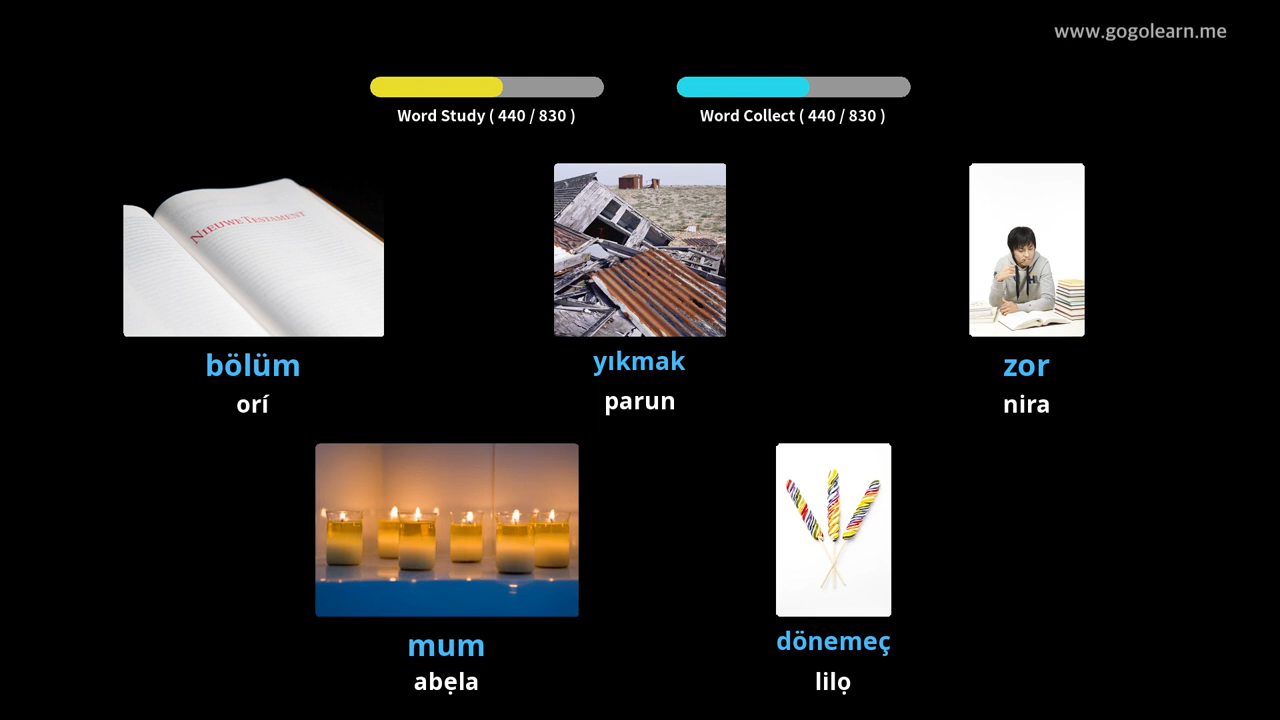 www.gogolearn.me
Word Study ( 440 / 830 )
Word Collect ( 440 / 830 )
NIEUWE TESTAMENT
bölüm
orí
yıkmak
parun
zor
nira
mum
abẹla
dönemeç
lilọ